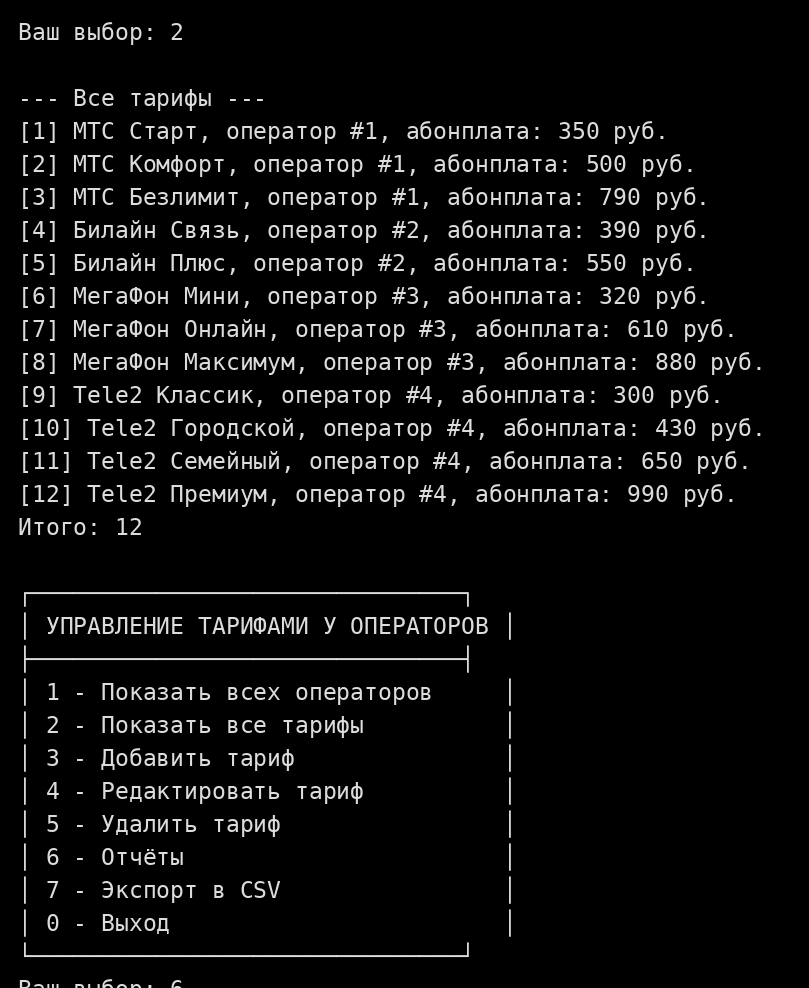 Ваш выбор: 2
--- Все тарифы ---
[1] МТС Старт, оператор #1, абонплата: 350 руб.
[2] МТС Комфорт, оператор #1, абонплата: 500 руб.
[3] МТС Безлимит, оператор #1, абонплата: 790 руб.
[4] Билайн Связь, оператор #2, абонплата: 390 руб.
[5] Билайн Плюс, оператор #2, абонплата: 550 руб.
[6] МегаФон Мини, оператор #3, абонплата: 320 руб.
[7] МегаФон Онлайн, оператор #3, абонплата: 610 руб.
[8] МегаФон Максимум, оператор #3, абонплата: 880 руб.
[9] Tele2 Классик, оператор #4, абонплата: 300 руб.
[10] Tele2 Городской, оператор #4, абонплата: 430 руб.
[11] Tele2 Семейный, оператор #4, абонплата: 650 руб.
[12] Tele2 Премиум, оператор #4, абонплата: 990 руб.
Итого: 12
УПРАВЛЕНИЕ ТАРИФАМИ У ОПЕРАТОРОВ
1 - Показать всех операторов
2 - Показать все тарифы
3 - Добавить тариф
4 - Редактировать тариф
5 - Удалить тариф
6 - Отчёты
7 - Экспорт в CSV
0 - Выход
Ваш выбор: 6